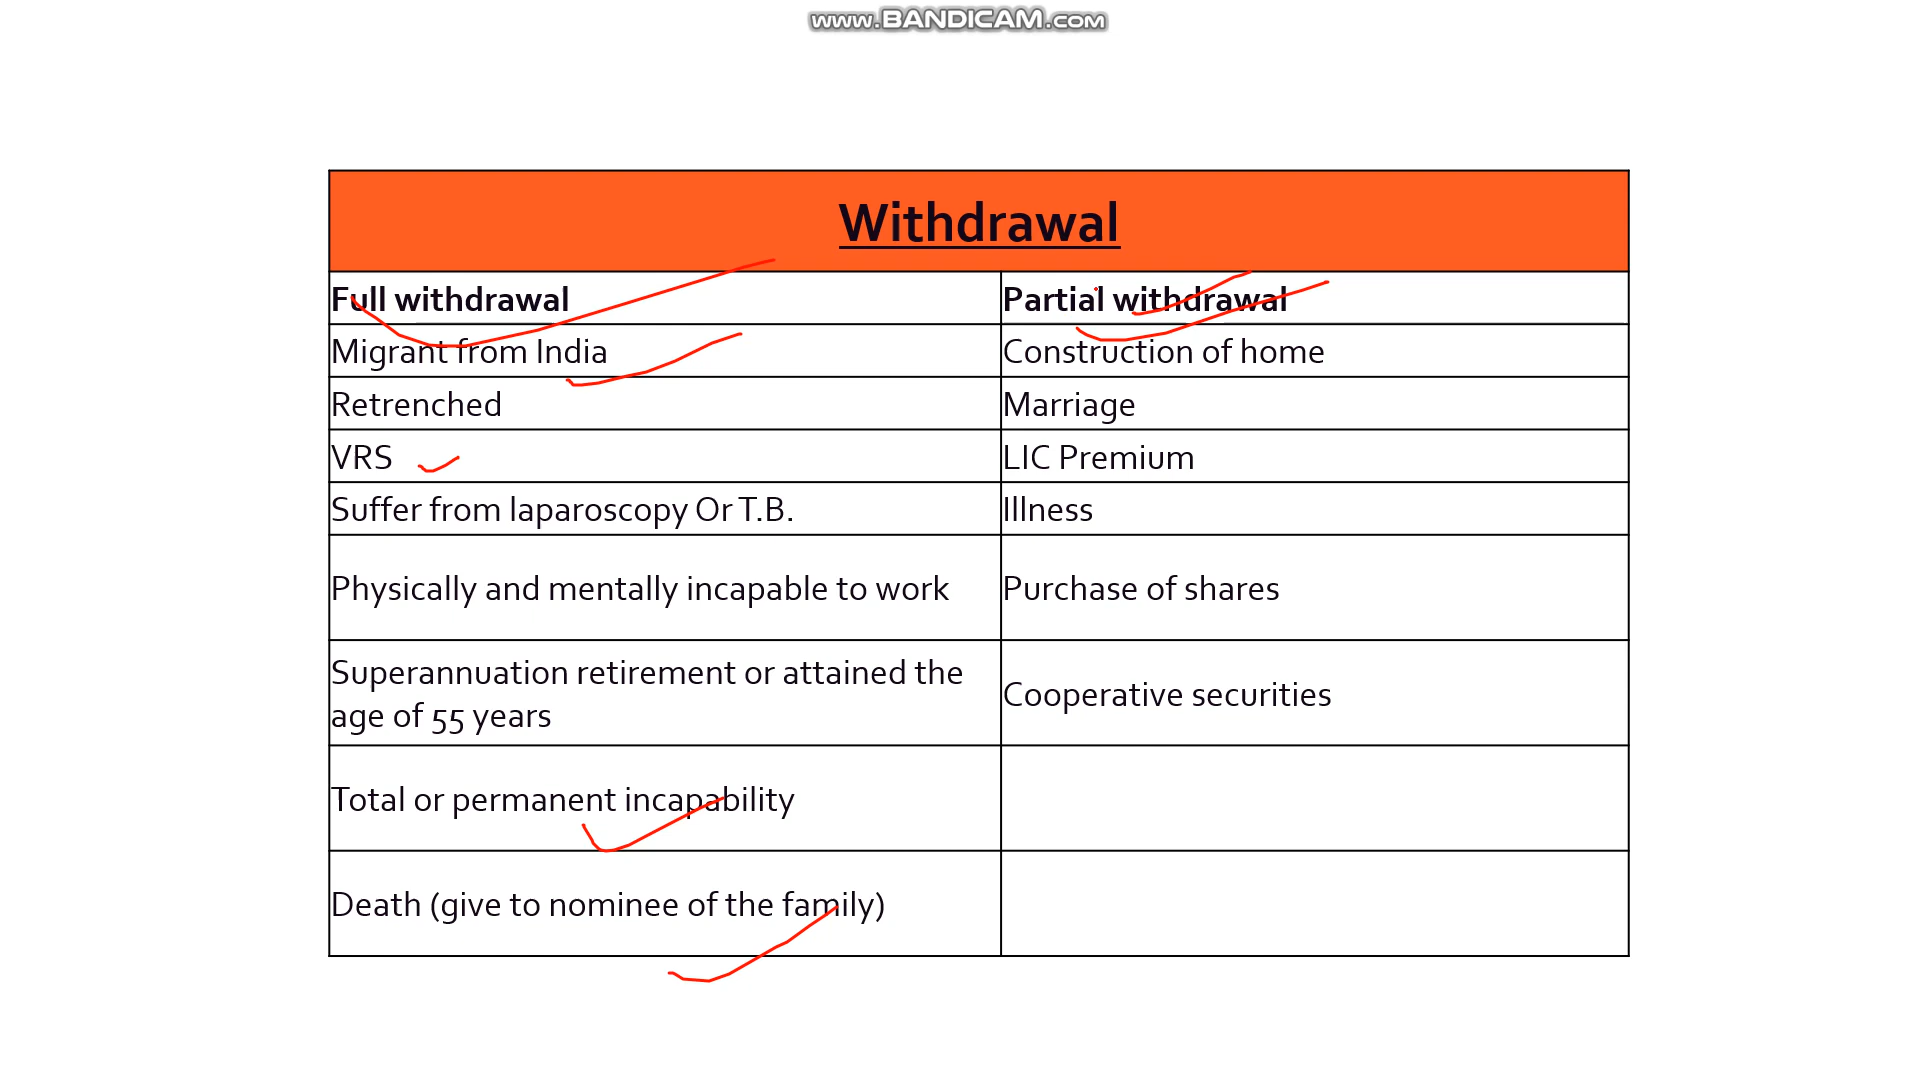 www.BANDICAM.com
Withdrawal
Full withdrawal
Partial withdrawal
Migrant from India
Construction of home
Retrenched
Marriage
VRS
LIC Premium
Suffer from laparoscopy Or T.B.
Illness
Physically and mentally incapable to work
Purchase of shares
Superannuation retirement or attained the
age of 55 years
Cooperative securities
Total or permanent incapability
Death (give to nominee of the family)